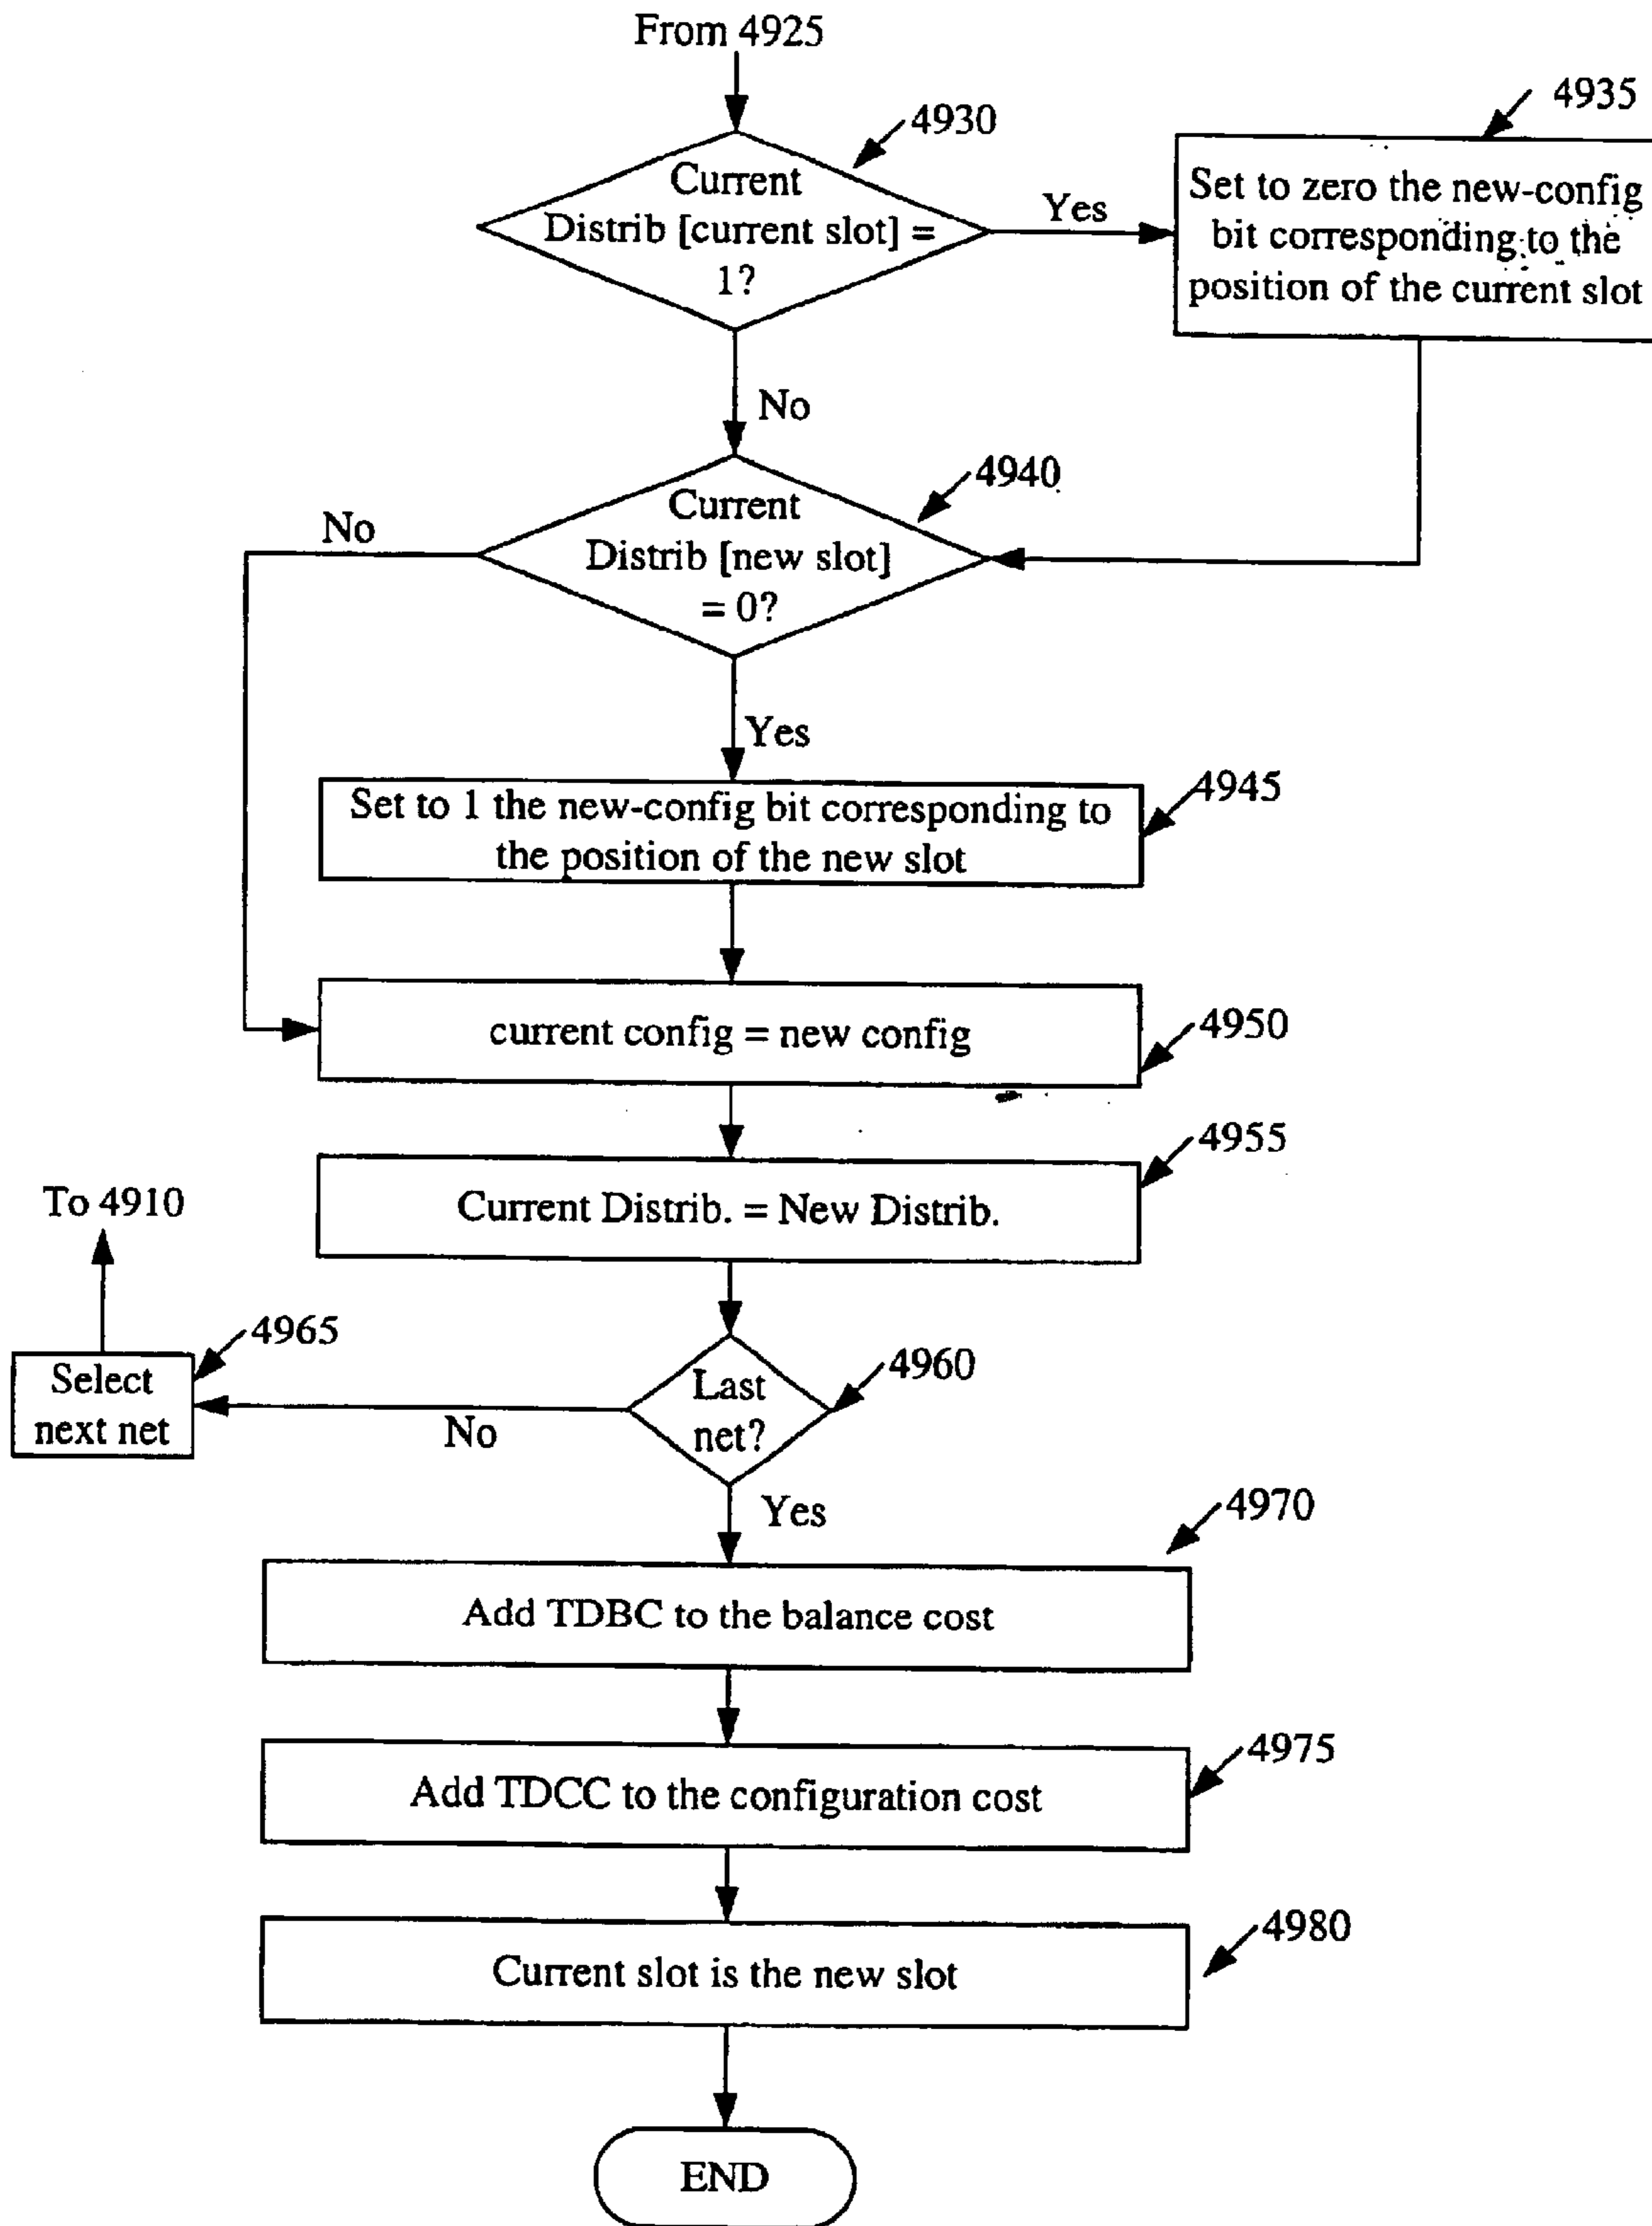 From 4925
4930
Current
Distrib [current slot] =
1?
Yes
4935
Set to zero the new-config
bit corresponding to the
position of the current slot
No
4940
Current
Distrib [new slot]
= 0?
No
Yes
4945
Set to 1 the new-config bit corresponding to
the position of the new slot
4950
current config = new config
4955
Current Distrib. = New Distrib.
To 4910
4965
Select
next net
No
4960
Last
net?
Yes
4970
Add TDBC to the balance cost
4975
Add TDCC to the configuration cost
4980
Current slot is the new slot
END